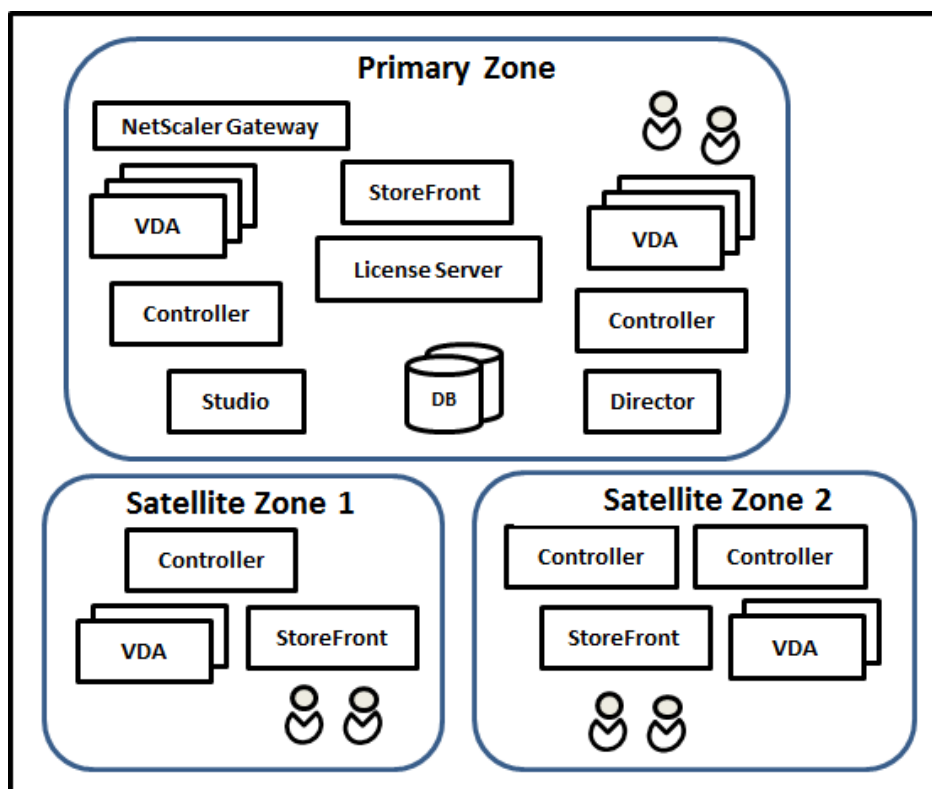 Primary Zone
NetScaler Gateway
StoreFront
VDA
VDA
License Server
Controller
Controller
Studio
DB
Director
Satellite Zone 1
Controller
VDA
StoreFront
Satellite Zone 2
Controller
Controller
StoreFront
VDA